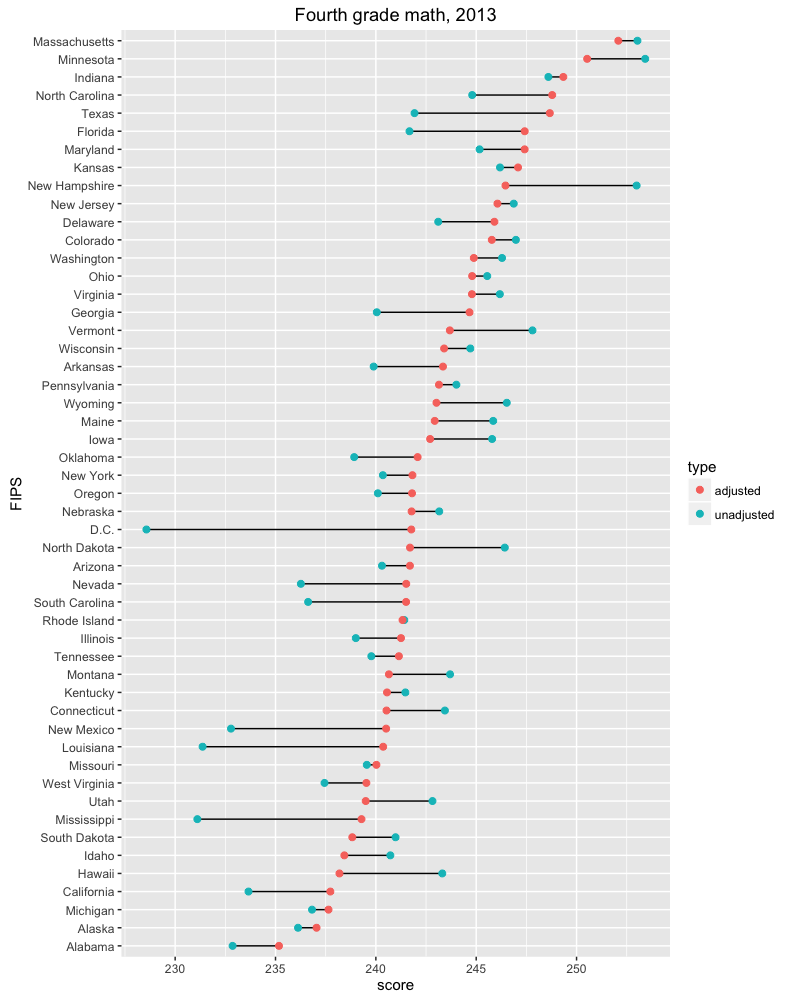 Fourth grade math, 2013
FIPS
Massachusetts
Minnesota
Indiana
North Carolina
Texas
Florida
Maryland
Kansas
New Hampshire
New Jersey
Delaware
Colorado
Washington
Ohio
Virginia
Georgia
Vermont
Wisconsin
Arkansas
Pennsylvania
Wyoming
Maine
Iowa
Oklahoma
New York
Oregon
Nebraska
D.C.
North Dakota
Arizona
Nevada
South Carolina
Rhode Island
Illinois
Tennessee
Montana
Kentucky
Connecticut
New Mexico
Louisiana
Missouri
West Virginia
Utah
Mississippi
South Dakota
Idaho
Hawaii
California
Michigan
Alaska
Alabama
230 235 240 245 250
score
type
adjusted
unadjusted